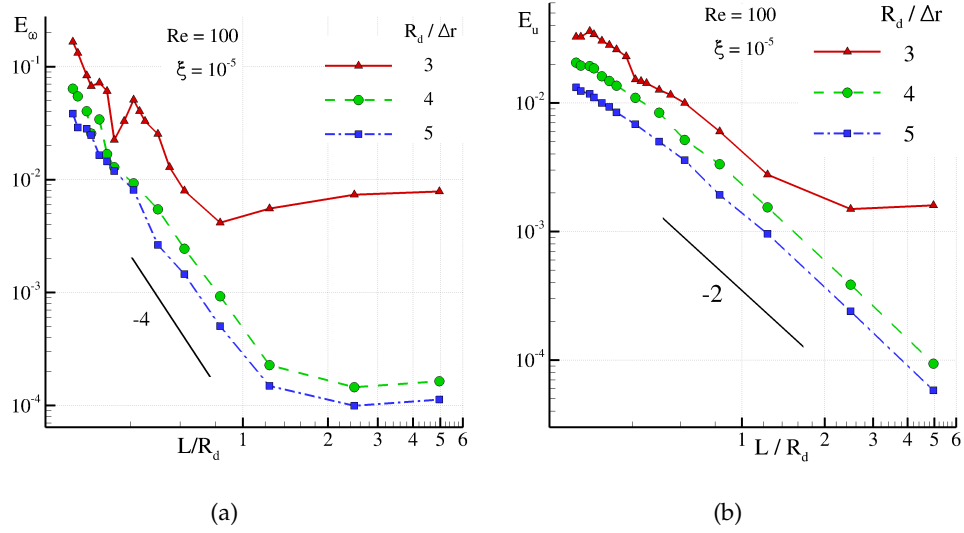 E_ω
Re = 100
ξ = 10^-5
R_d / Δr
3
4
5
10^-1
10^-2
10^-3
10^-4
-4
1
2
3
4
5
6
L/R_d
(a)
E_u
Re = 100
ξ = 10^-5
R_d / Δr
3
4
5
10^-2
10^-3
10^-4
-2
1
2
3
4
5
6
L / R_d
(b)